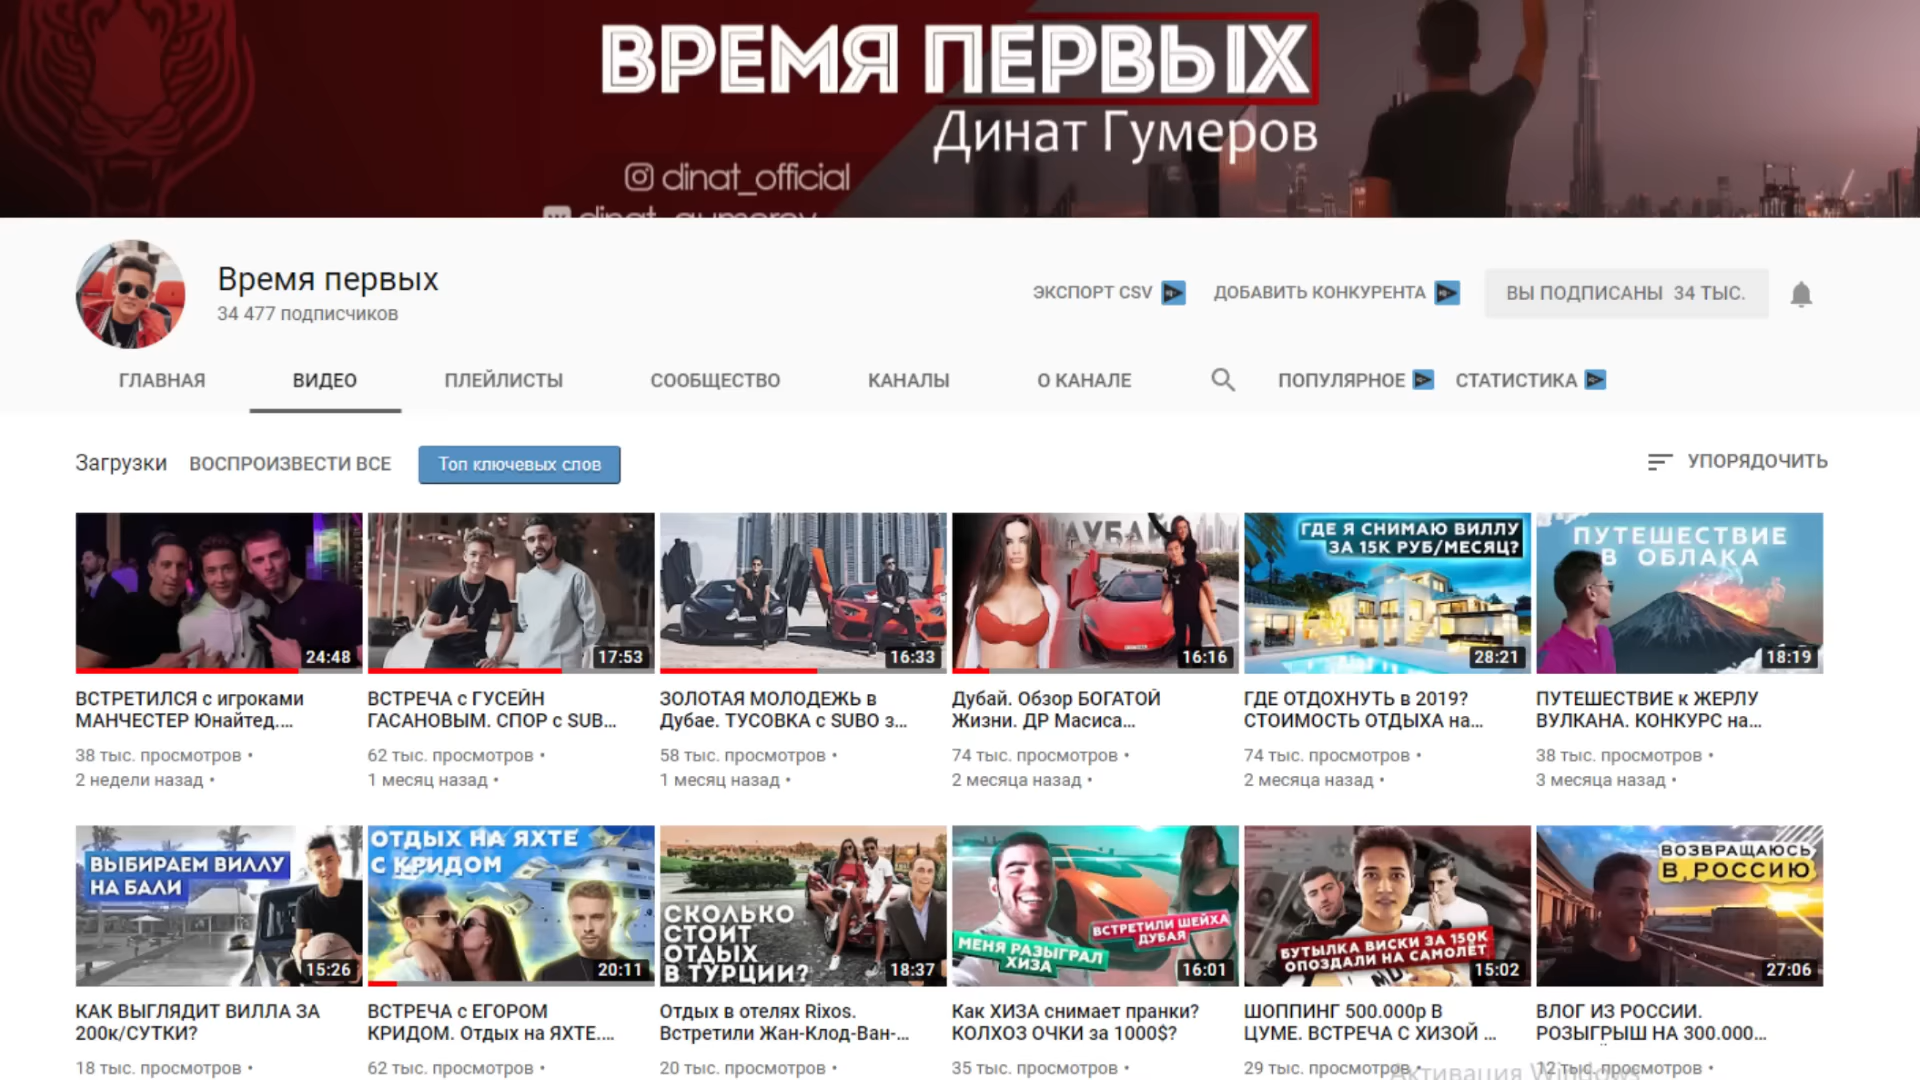 ВРЕМЯ ПЕРВЫХ
Динат Гумеров
dinat_official
dinat_gumerov
Время первых
34 477 подписчиков
ЭКСПОРТ CSV
ДОБАВИТЬ КОНКУРЕНТА
ВЫ ПОДПИСАНЫ 34 ТЫС.
ГЛАВНАЯ
ВИДЕО
ПЛЕЙЛИСТЫ
СООБЩЕСТВО
КАНАЛЫ
О КАНАЛЕ
ПОПУЛЯРНОЕ
СТАТИСТИКА
Загрузки
ВОСПРОИЗВЕСТИ ВСЕ
Топ ключевых слов
УПОРЯДОЧИТЬ
24:48
ВСТРЕТИЛСЯ с игроками
МАНЧЕСТЕР Юнайтед....
38 тыс. просмотров •
2 недели назад •
17:53
ВСТРЕЧА с ГУСЕЙН
ГАСАНОВЫМ. СПОР с SUB...
62 тыс. просмотров •
1 месяц назад •
16:33
ЗОЛОТАЯ МОЛОДЕЖЬ в
Дубае. ТУСОВКА с SUBO з...
58 тыс. просмотров •
1 месяц назад •
16:16
Дубай. Обзор БОГАТОЙ
Жизни. ДР Масиса...
74 тыс. просмотров •
2 месяца назад •
ГДЕ Я СНИМАЮ ВИЛЛУ
ЗА 15К РУБ/МЕСЯЦ?
28:21
ГДЕ ОТДОХНУТЬ в 2019?
СТОИМОСТЬ ОТДЫХА на...
74 тыс. просмотров •
2 месяца назад •
ПУТЕШЕСТВИЕ
В ОБЛАКА
18:19
ПУТЕШЕСТВИЕ к ЖЕРЛУ
ВУЛКАНА. КОНКУРС на...
38 тыс. просмотров •
3 месяца назад •
ВЫБИРАЕМ ВИЛЛУ
НА БАЛИ
15:26
КАК ВЫГЛЯДИТ ВИЛЛА ЗА
200к/СУТКИ?
18 тыс. просмотров •
ОТДЫХ НА ЯХТЕ
С КРИДОМ
20:11
ВСТРЕЧА с ЕГОРОМ
КРИДОМ. Отдых на ЯХТЕ....
62 тыс. просмотров •
СКОЛЬКО
СТОИТ
ОТДЫХ
В ТУРЦИИ?
18:37
Отдых в отелях Rixos.
Встретили Жан-Клод-Ван-...
20 тыс. просмотров •
ВСТРЕТИЛИ ШЕЙХА
ДУБАЯ
МЕНЯ РАЗЫГРАЛ
ХИЗА
16:01
Как ХИЗА снимает пранки?
КОЛХОЗ ОЧКИ за 1000$?
35 тыс. просмотров •
БУТЫЛКА ВИСКИ ЗА 150К
ОПОЗДАЛИ НА САМОЛЕТ
15:02
ШОППИНГ 500.000р В
ЦУМЕ. ВСТРЕЧА С ХИЗОЙ ...
29 тыс. просмотров •
ВОЗВРАЩАЮСЬ
В РОССИЮ
27:06
ВЛОГ ИЗ РОССИИ.
РОЗЫГРЫШ НА 300.000...
12 тыс. просмотров •
Активация Windows